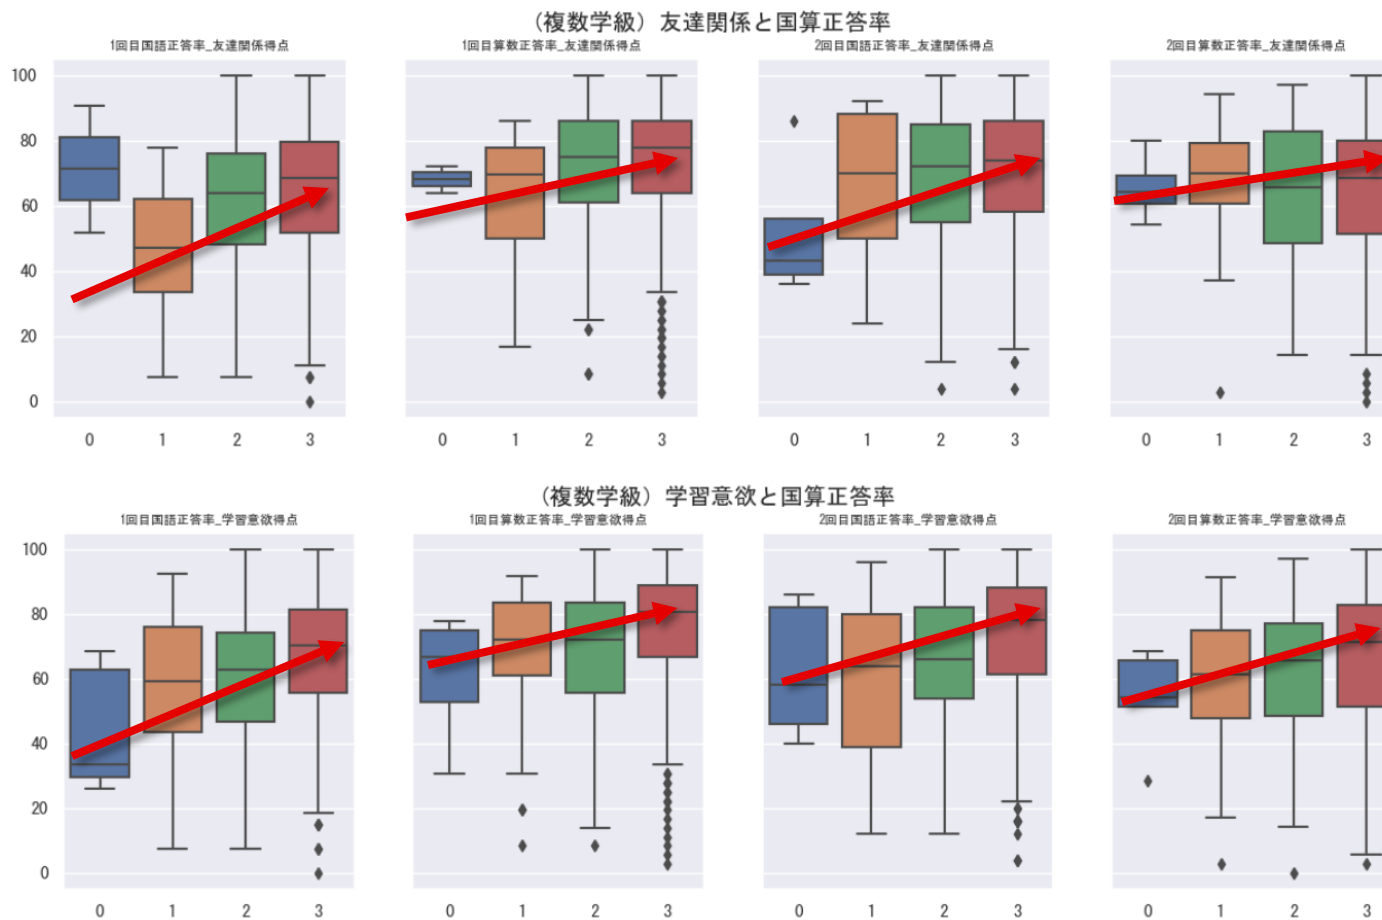 （複数学級）友達関係と国算正答率
1回目国語正答率_友達関係得点
1回目算数正答率_友達関係得点
2回目国語正答率_友達関係得点
2回目算数正答率_友達関係得点
100
80
60
40
20
0
0 1 2 3
0 1 2 3
0 1 2 3
0 1 2 3
（複数学級）学習意欲と国算正答率
1回目国語正答率_学習意欲得点
1回目算数正答率_学習意欲得点
2回目国語正答率_学習意欲得点
2回目算数正答率_学習意欲得点
100
80
60
40
20
0
0 1 2 3
0 1 2 3
0 1 2 3
0 1 2 3